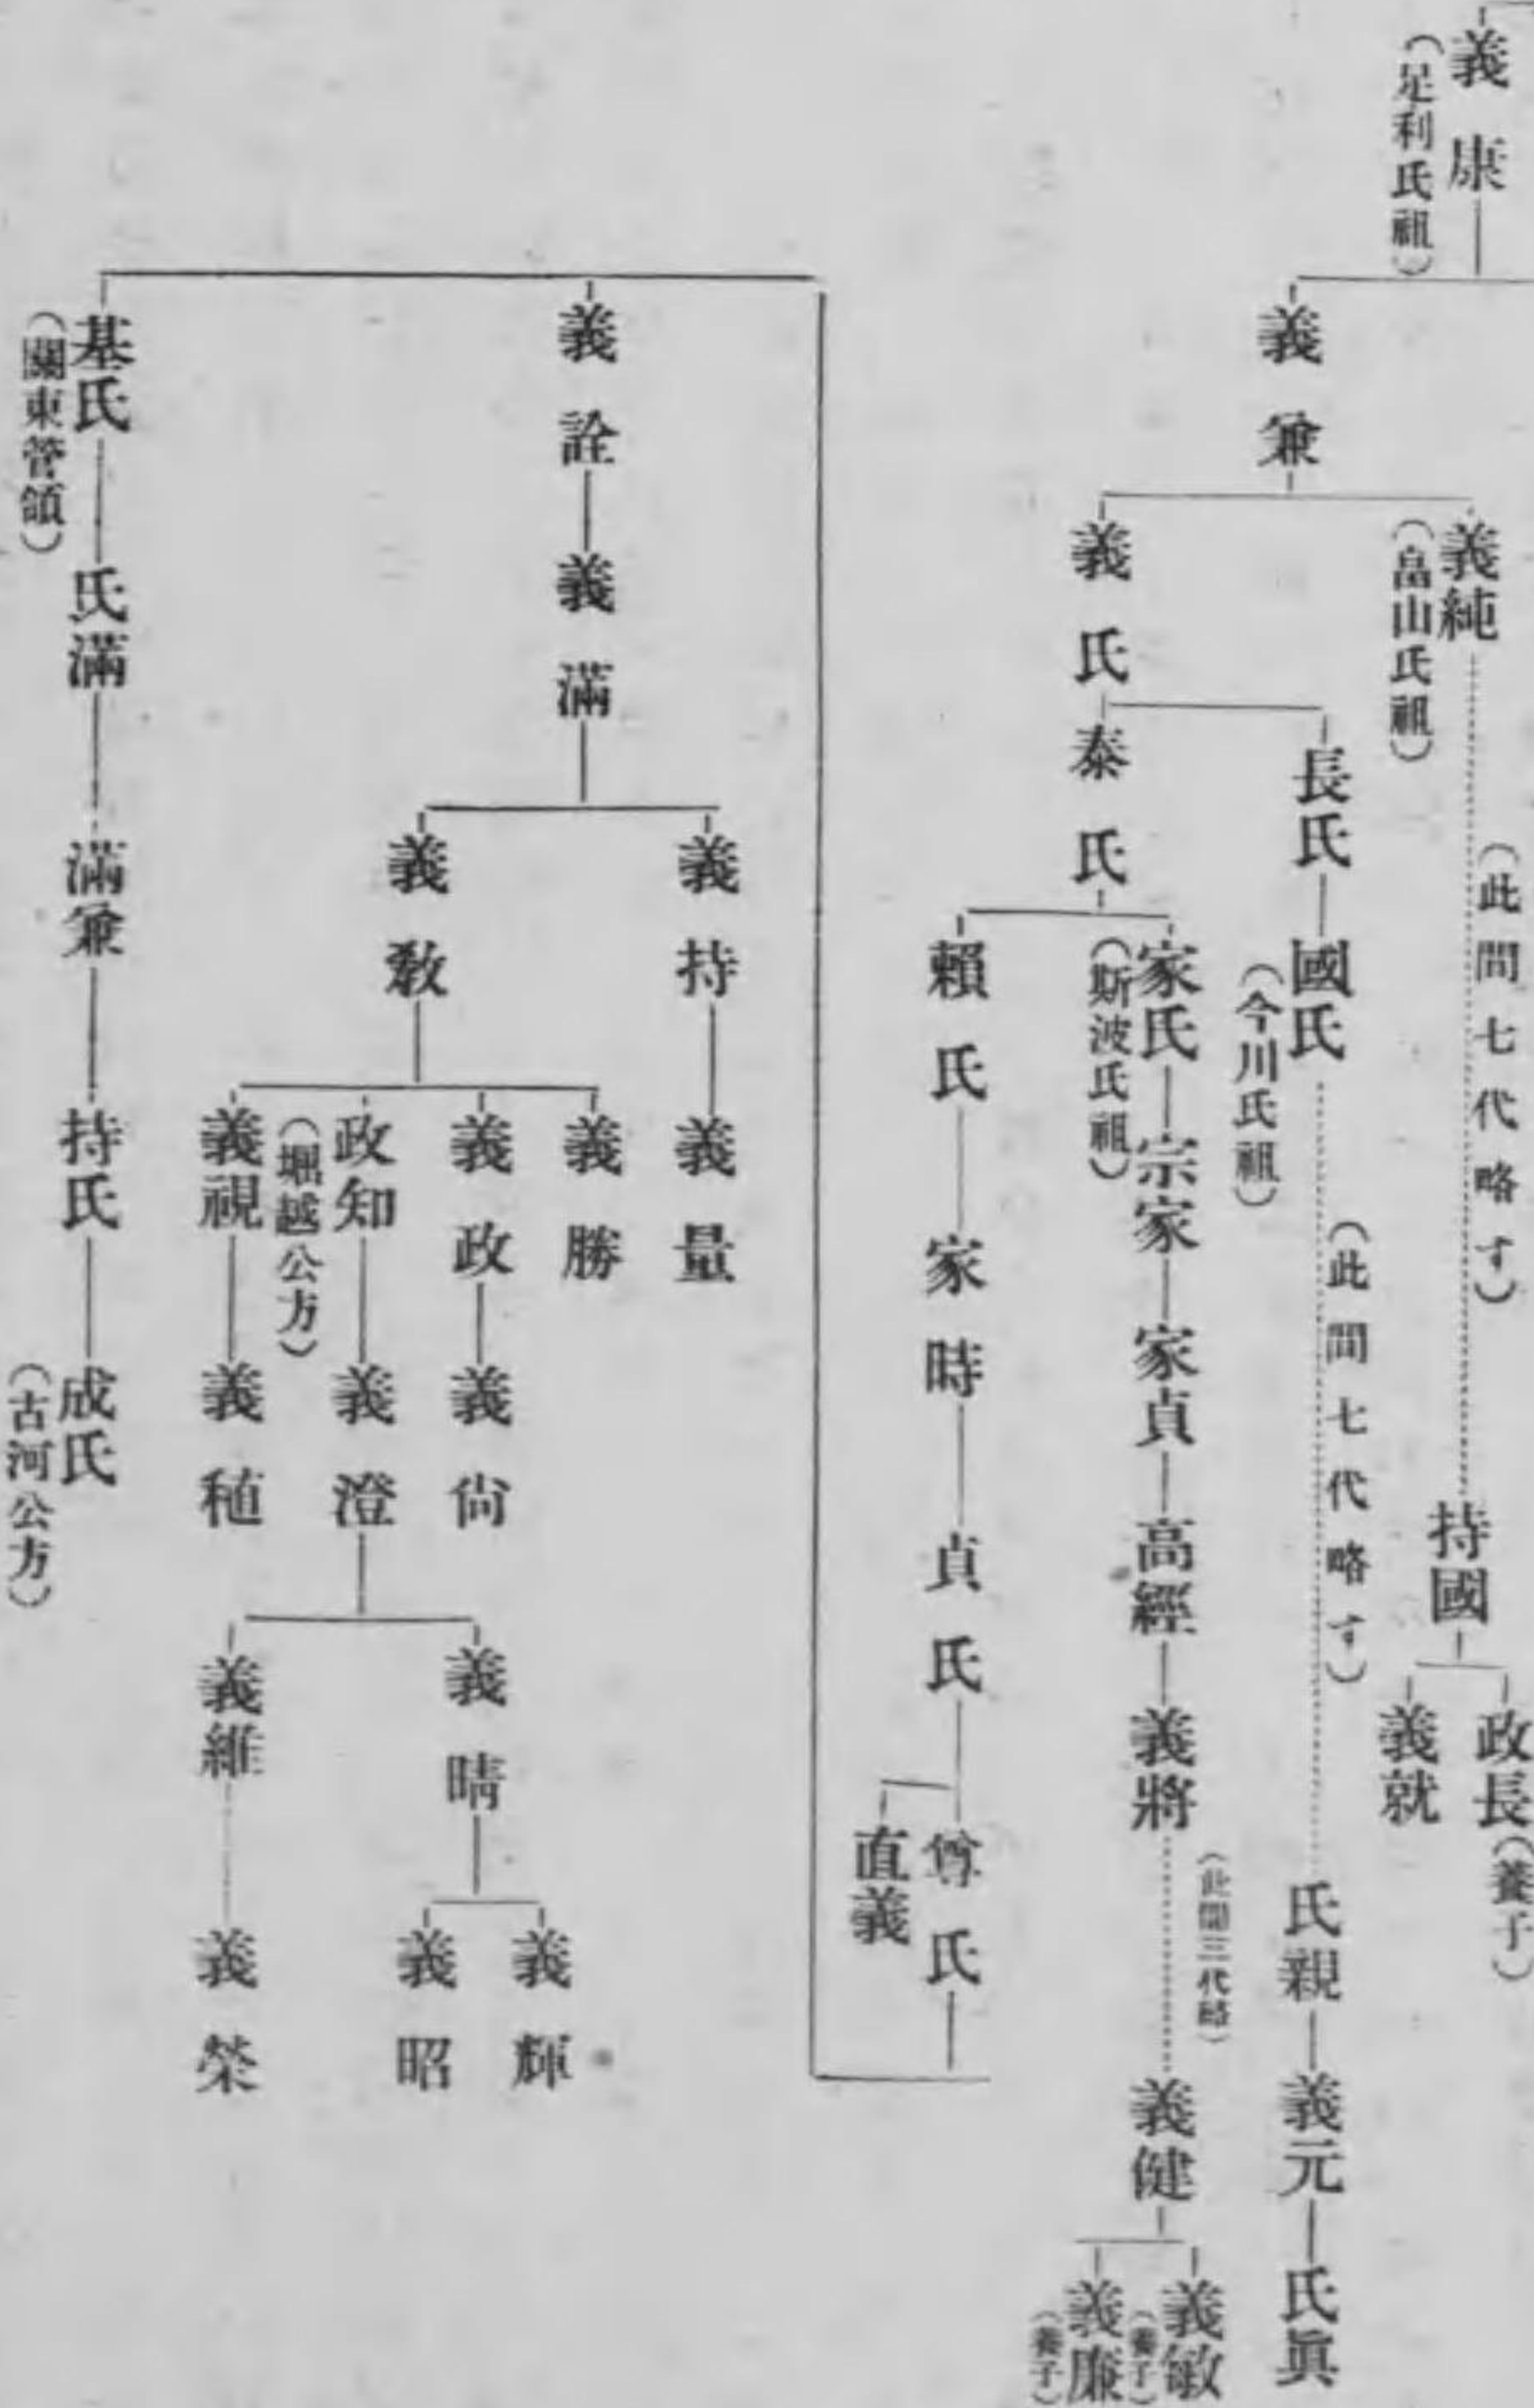 義康
（足利氏祖）
義兼
義純
（畠山氏祖）
（此間七代略す）
持國
政長（養子）
義就
義氏
長氏
國氏
（今川氏祖）
（此間七代略す）
氏親
義元
氏眞
泰氏
家氏
（斯波氏祖）
宗家
家貞
高經
義將
（此間三代略）
義健
義敏
（養子）
義廉
（養子）
賴氏
家時
貞氏
尊氏
直義
義詮
義滿
義持
義量
義教
義勝
義政
義尙
政知
（堀越公方）
義澄
義晴
義輝
義昭
義維
義榮
義視
義稙
基氏
（關東管領）
氏滿
滿兼
持氏
成氏
（古河公方）